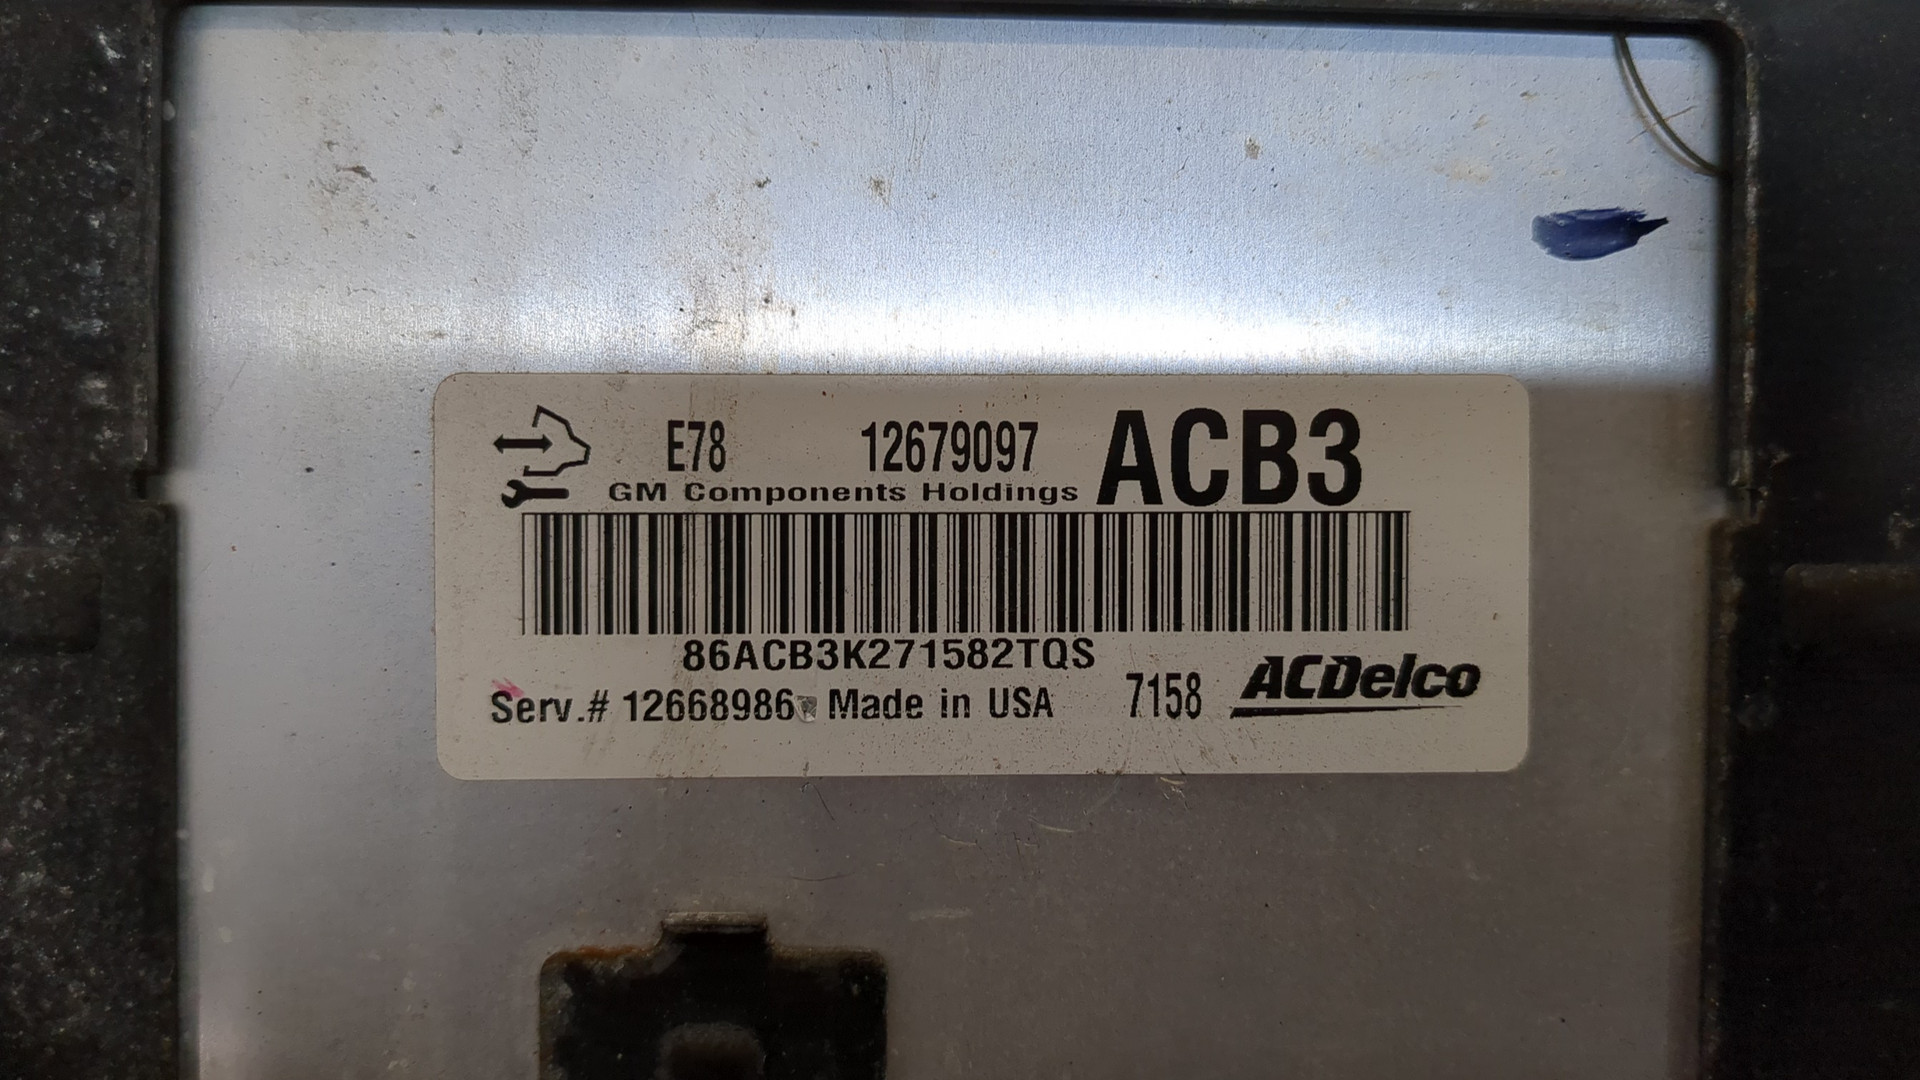 E78 12679097 ACB3
GM Components Holdings
86ACB3K271582TQS
Serv.# 12668986 Made in USA 7158 ACDelco